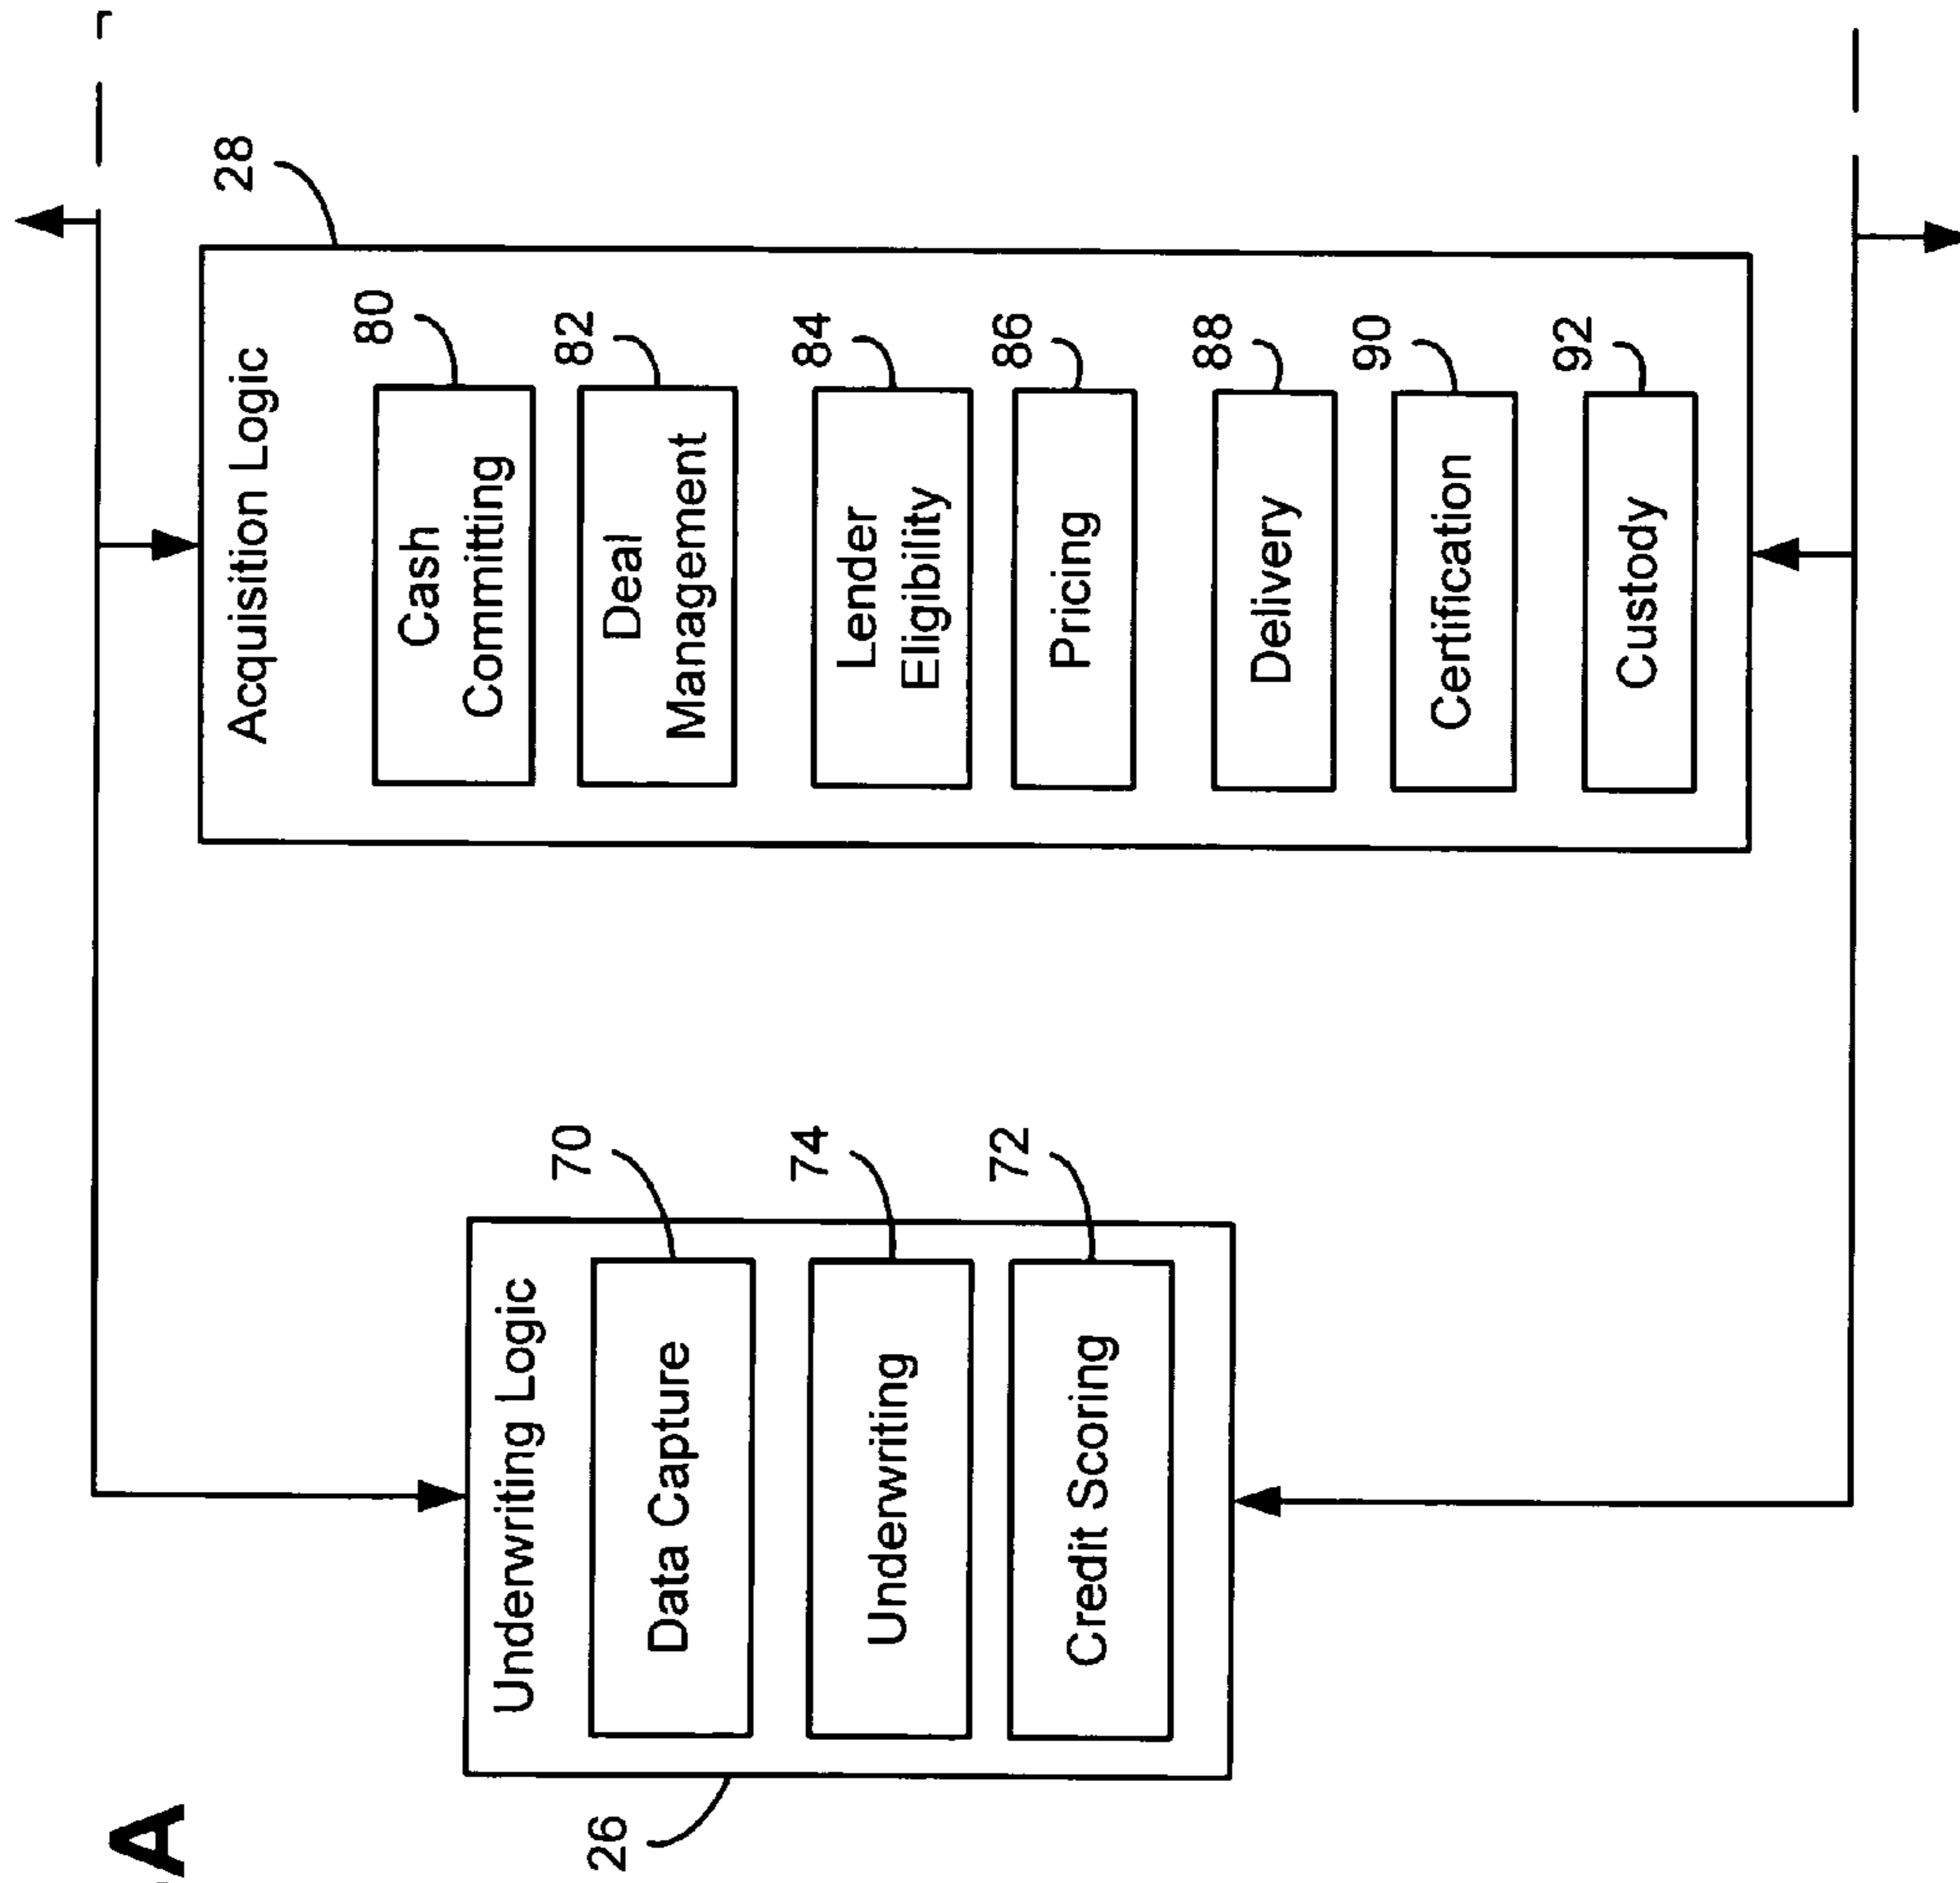 A
26
Underwriting Logic
Data Capture
70
Underwriting
74
Credit Scoring
72
Acquisition Logic
28
Cash
Committing
80
Deal
Management
82
Lender
Eligibility
84
Pricing
86
Delivery
88
Certification
90
Custody
92